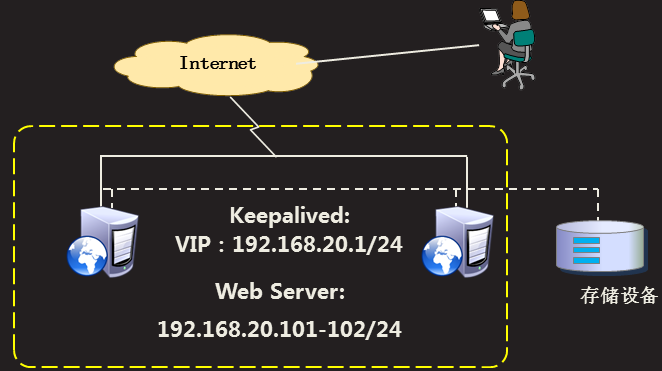 Internet
Keepalived:
VIP：192.168.20.1/24
Web Server:
192.168.20.101-102/24
存储设备